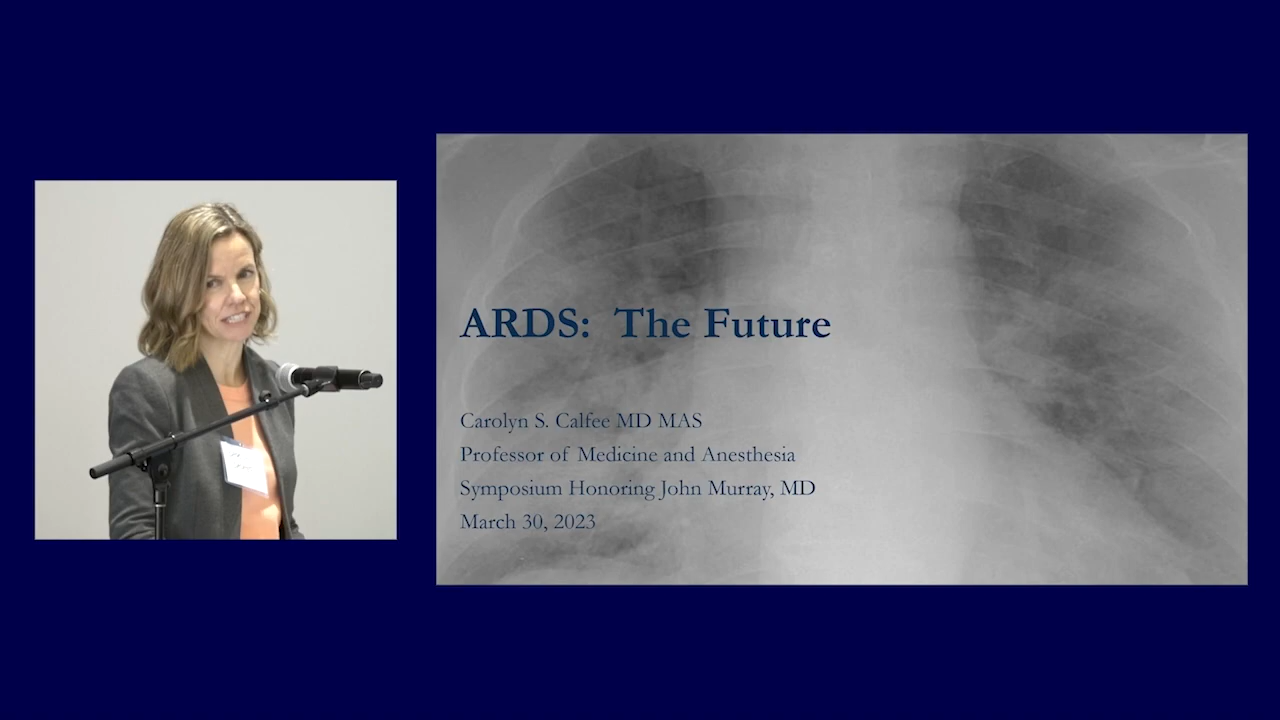 ARDS: The Future
Carolyn S. Calfee MD MAS
Professor of Medicine and Anesthesia
Symposium Honoring John Murray, MD
March 30, 2023